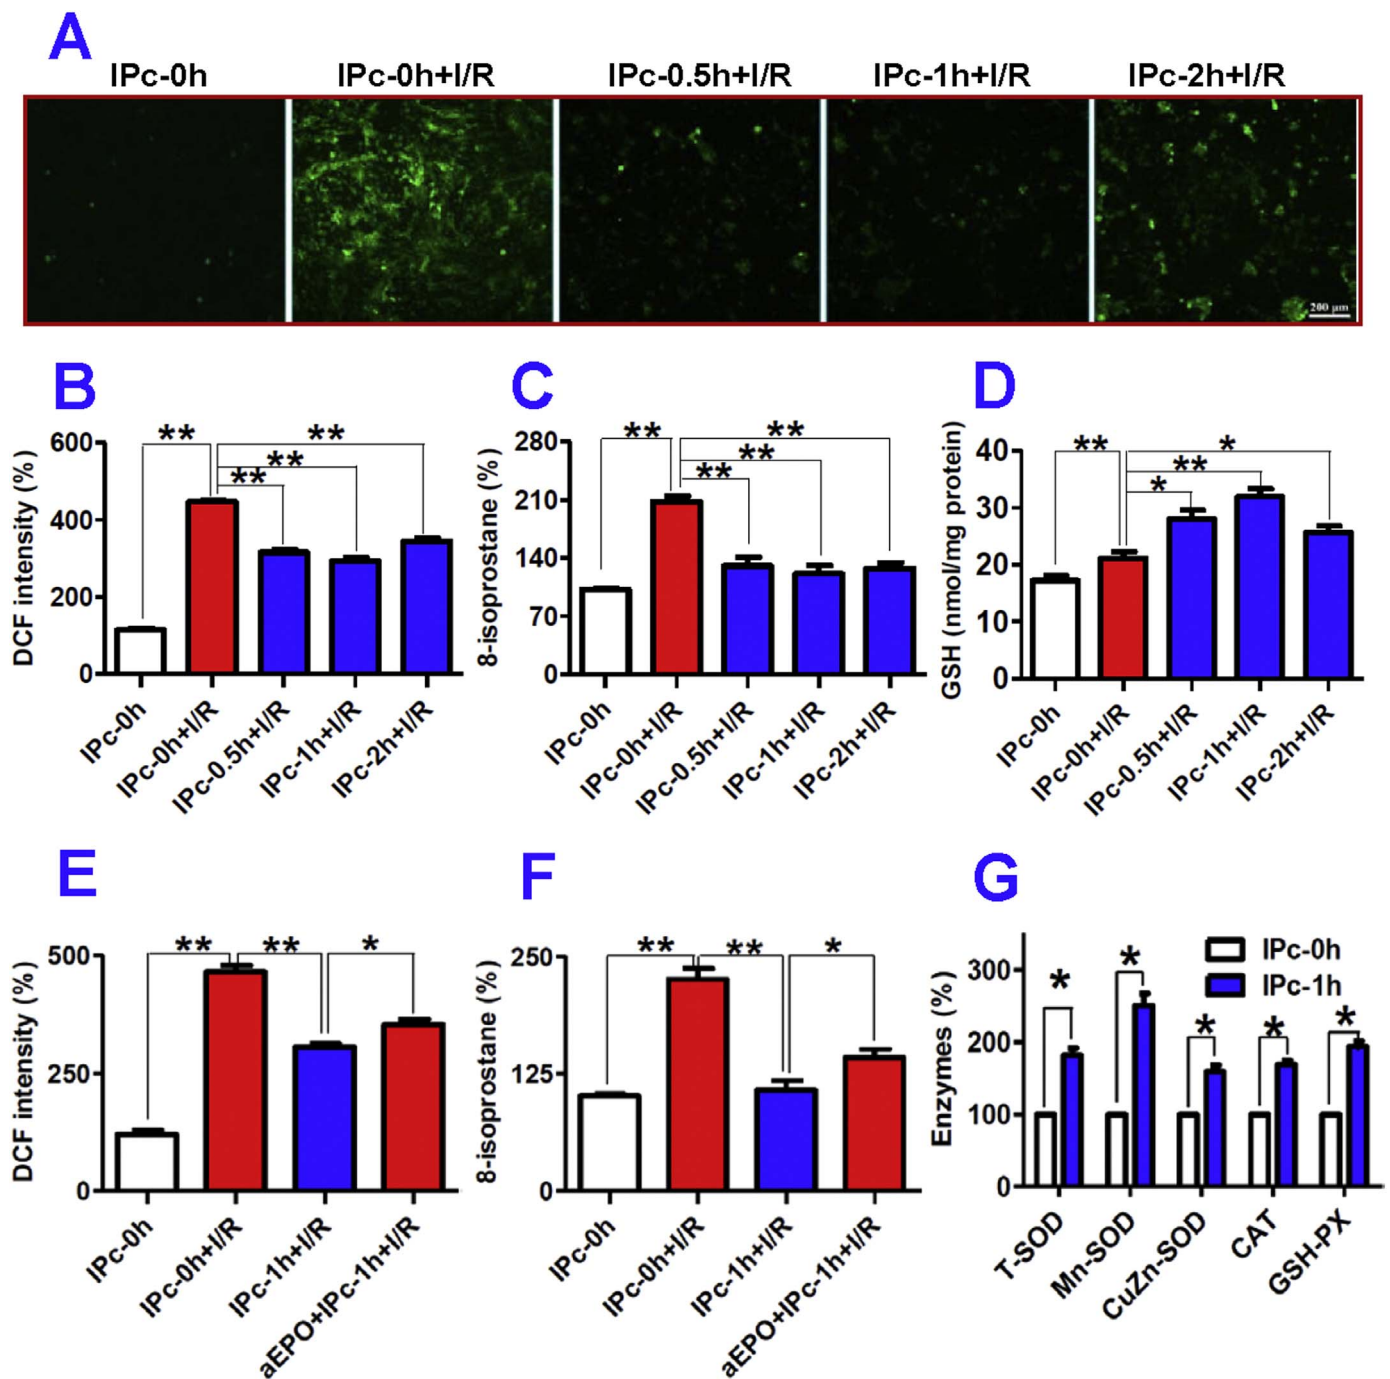 A
IPc-0h IPc-0h+I/R IPc-0.5h+I/R IPc-1h+I/R IPc-2h+I/R
200 μm
B
DCF intensity (%)
600
400
200
0
** ** ** **
IPc-0h
IPc-0h+I/R
IPc-0.5h+I/R
IPc-1h+I/R
IPc-2h+I/R
C
8-isoprostane (%)
280
210
140
70
0
** ** ** **
IPc-0h
IPc-0h+I/R
IPc-0.5h+I/R
IPc-1h+I/R
IPc-2h+I/R
D
GSH (nmol/mg protein)
40
30
20
10
0
** * ** *
IPc-0h
IPc-0h+I/R
IPc-0.5h+I/R
IPc-1h+I/R
IPc-2h+I/R
E
DCF intensity (%)
500
250
0
** ** *
IPc-0h
IPc-0h+I/R
IPc-1h+I/R
aEPO+IPc-1h+I/R
F
8-isoprostane (%)
250
125
0
** ** *
IPc-0h
IPc-0h+I/R
IPc-1h+I/R
aEPO+IPc-1h+I/R
G
Enzymes (%)
300
200
100
0
IPc-0h
IPc-1h
* * * * *
T-SOD
Mn-SOD
CuZn-SOD
CAT
GSH-PX